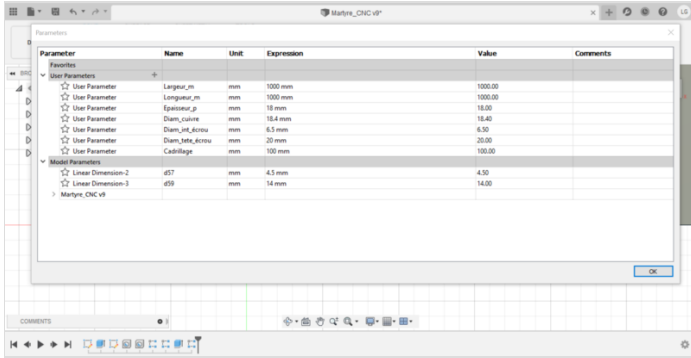 Martyre_CNC v9*
LG
Parameters
Parameter Name Unit Expression Value Comments
Favorites
User Parameters
User Parameter Largeur_m mm 1000 mm 1000.00
User Parameter Longueur_m mm 1000 mm 1000.00
User Parameter Epaisseur_p mm 18 mm 18.00
User Parameter Diam_cuivre mm 18.4 mm 18.40
User Parameter Diam_int_écrou mm 6.5 mm 6.50
User Parameter Diam_tete_écrou mm 20 mm 20.00
User Parameter Cadrillage mm 100 mm 100.00
Model Parameters
Linear Dimension-2 d57 mm 4.5 mm 4.50
Linear Dimension-3 d59 mm 14 mm 14.00
Martyre_CNC v9
OK
COMMENTS